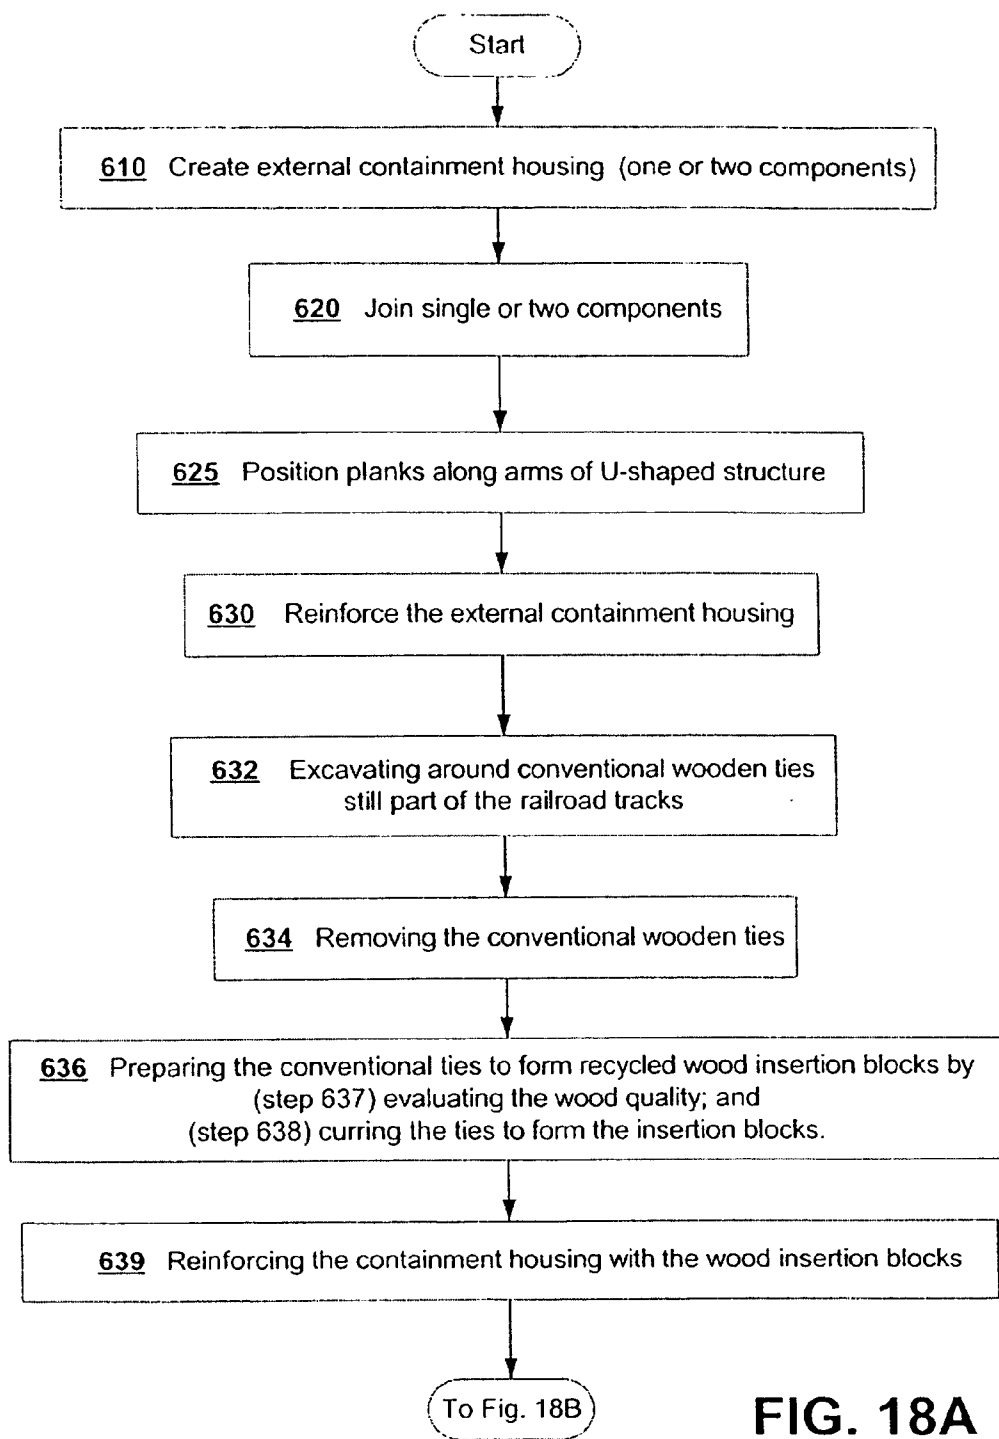 Start
610 Create external containment housing (one or two components)
620 Join single or two components
625 Position planks along arms of U-shaped structure
630 Reinforce the external containment housing
632 Excavating around conventional wooden ties
still part of the railroad tracks
634 Removing the conventional wooden ties
636 Preparing the conventional ties to form recycled wood insertion blocks by
(step 637) evaluating the wood quality; and
(step 638) curring the ties to form the insertion blocks.
639 Reinforcing the containment housing with the wood insertion blocks
To Fig. 18B
FIG. 18A